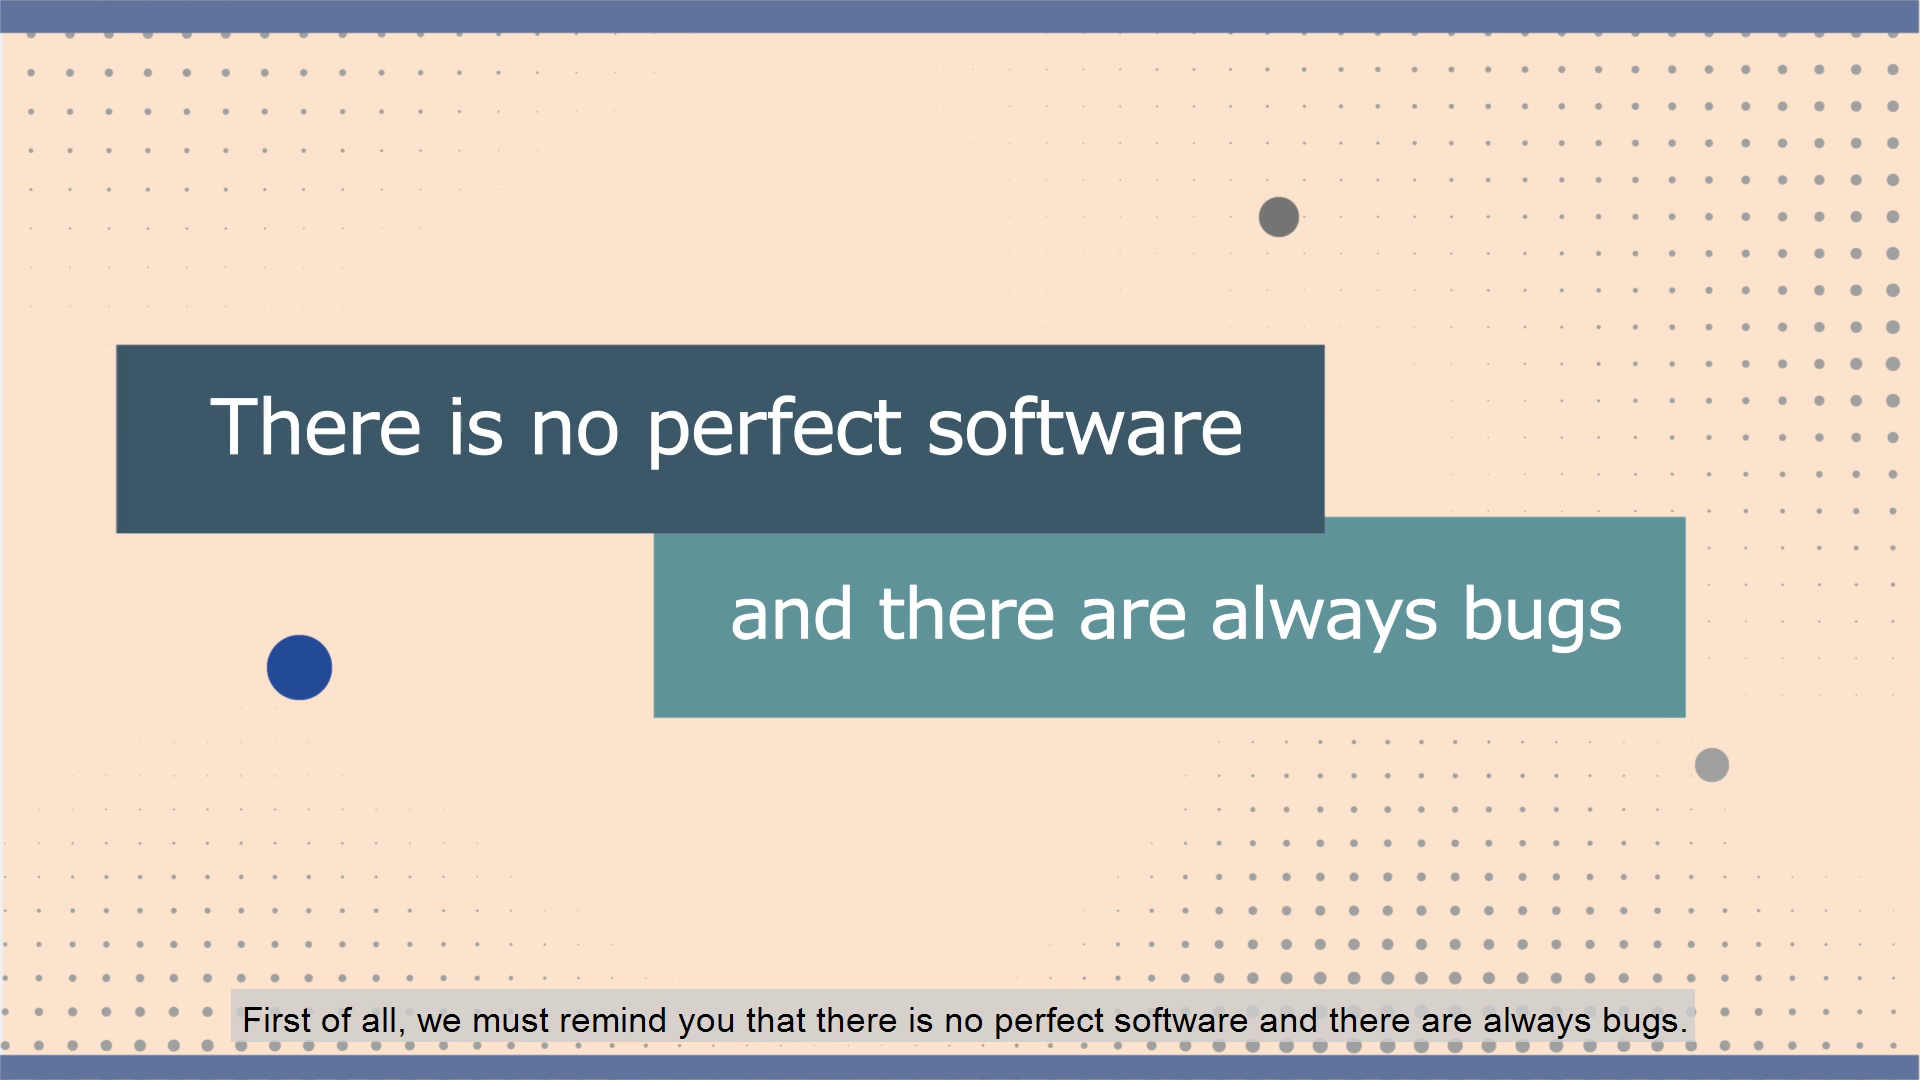 There is no perfect software
and there are always bugs
First of all, we must remind you that there is no perfect software and there are always bugs.